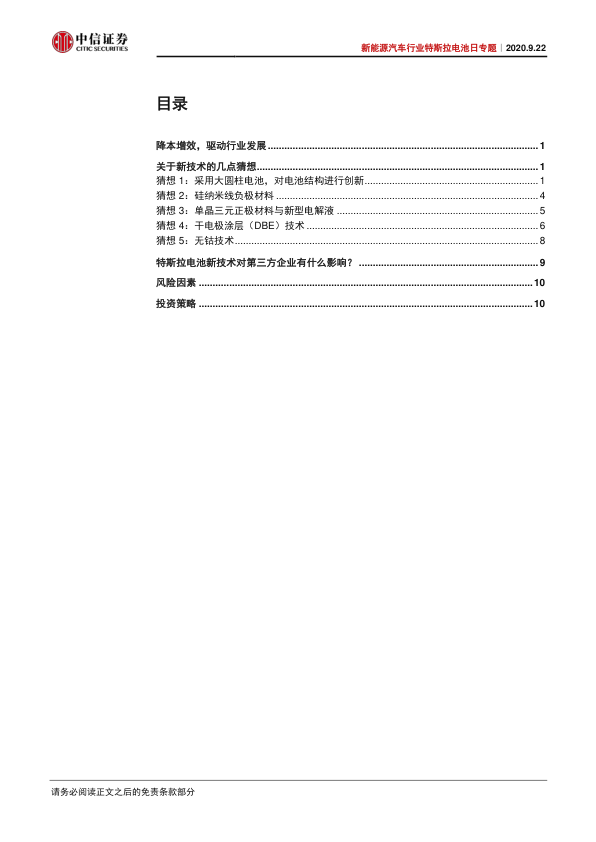 中信证券
CITIC SECURITIES
新能源汽车行业特斯拉电池日专题｜2020.9.22
目录
降本增效，驱动行业发展 ........................................................................................................ 1
关于新技术的几点猜想 ........................................................................................................ 1
猜想 1：采用大圆柱电池，对电池结构进行创新 ................................................................ 1
猜想 2：硅纳米线负极材料 ................................................................................................ 4
猜想 3：单晶三元正极材料与新型电解液 .......................................................................... 5
猜想 4：干电极涂层（DBE）技术 ...................................................................................... 6
猜想 5：无钴技术 ................................................................................................................ 8
特斯拉电池新技术对第三方企业有什么影响？ .................................................................. 9
风险因素 ............................................................................................................................ 10
投资策略 ............................................................................................................................ 10
请务必阅读正文之后的免责条款部分